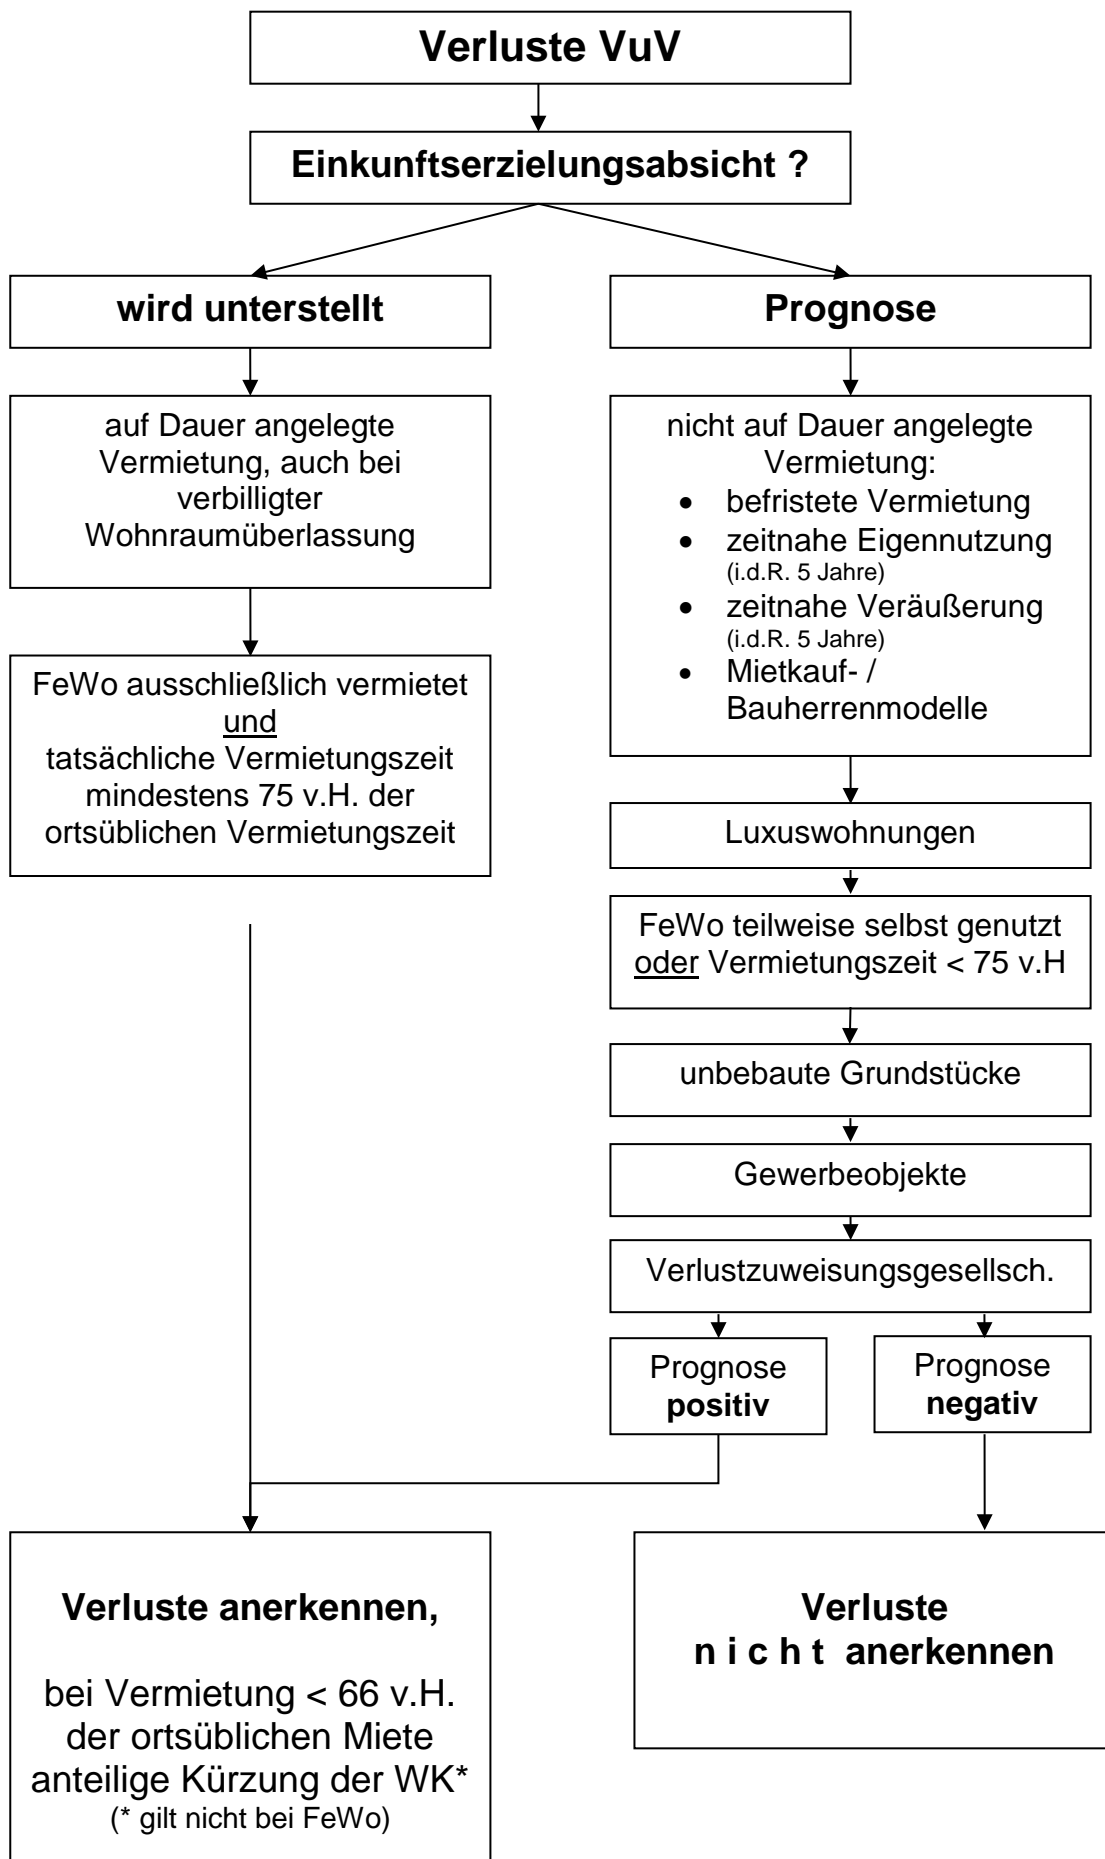 Verluste VuV
Einkunftserzielungsabsicht ?
wird unterstellt
auf Dauer angelegte
Vermietung, auch bei
verbilligter
Wohnraumüberlassung
FeWo ausschließlich vermietet
und
tatsächliche Vermietungszeit
mindestens 75 v.H. der
ortsüblichen Vermietungszeit
Prognose
nicht auf Dauer angelegte
Vermietung:
• befristete Vermietung
• zeitnahe Eigennutzung
(i.d.R. 5 Jahre)
• zeitnahe Veräußerung
(i.d.R. 5 Jahre)
• Mietkauf- /
Bauherrenmodelle
Luxuswohnungen
FeWo teilweise selbst genutzt
oder Vermietungszeit < 75 v.H
unbebaute Grundstücke
Gewerbeobjekte
Verlustzuweisungsgesellsch.
Prognose
positiv
Prognose
negativ
Verluste anerkennen,
bei Vermietung < 66 v.H.
der ortsüblichen Miete
anteilige Kürzung der WK*
(* gilt nicht bei FeWo)
Verluste
n i c h t anerkennen